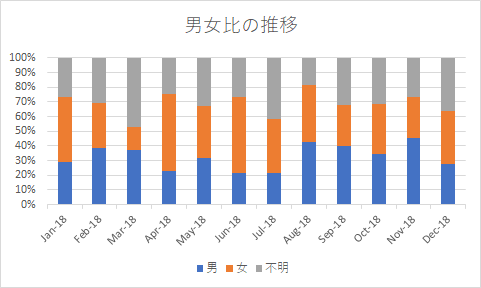 男女比の推移
100%
90%
80%
70%
60%
50%
40%
30%
20%
10%
0%
Jan-18
Feb-18
Mar-18
Apr-18
May-18
Jun-18
Jul-18
Aug-18
Sep-18
Oct-18
Nov-18
Dec-18
男 女 不明